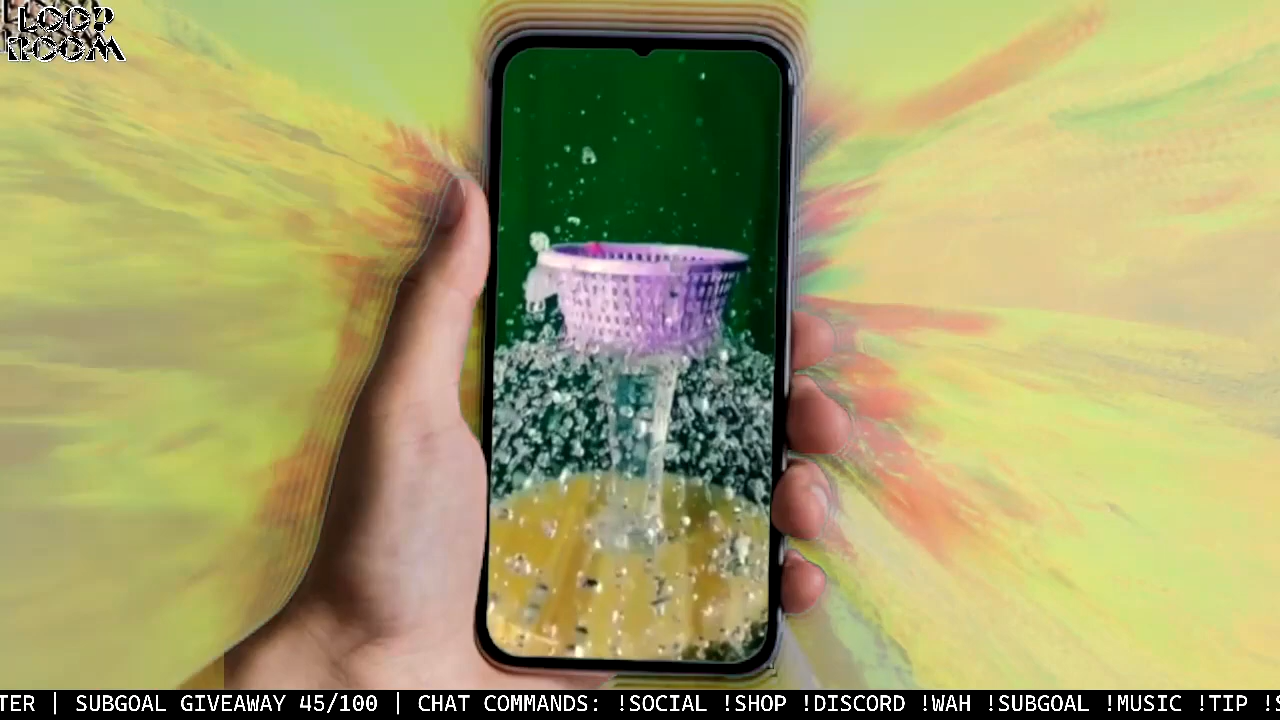 LOOP
ROOM
TER | SUBGOAL GIVEAWAY 45/100 | CHAT COMMANDS: !SOCIAL !SHOP !DISCORD !WAH !SUBGOAL !MUSIC !TIP !S